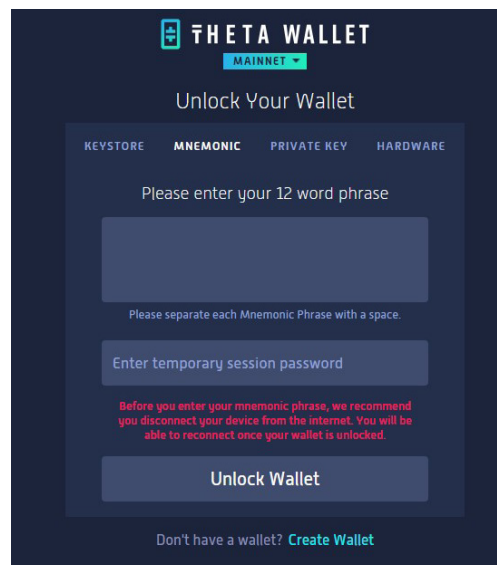 THETA WALLET
MAINNET
Unlock Your Wallet
KEYSTORE MNEMONIC PRIVATE KEY HARDWARE
Please enter your 12 word phrase
Please separate each Mnemonic Phrase with a space.
Enter temporary session password
Before you enter your mnemonic phrase, we recommend
you disconnect your device from the internet. You will be
able to reconnect once your wallet is unlocked.
Unlock Wallet
Don't have a wallet? Create Wallet